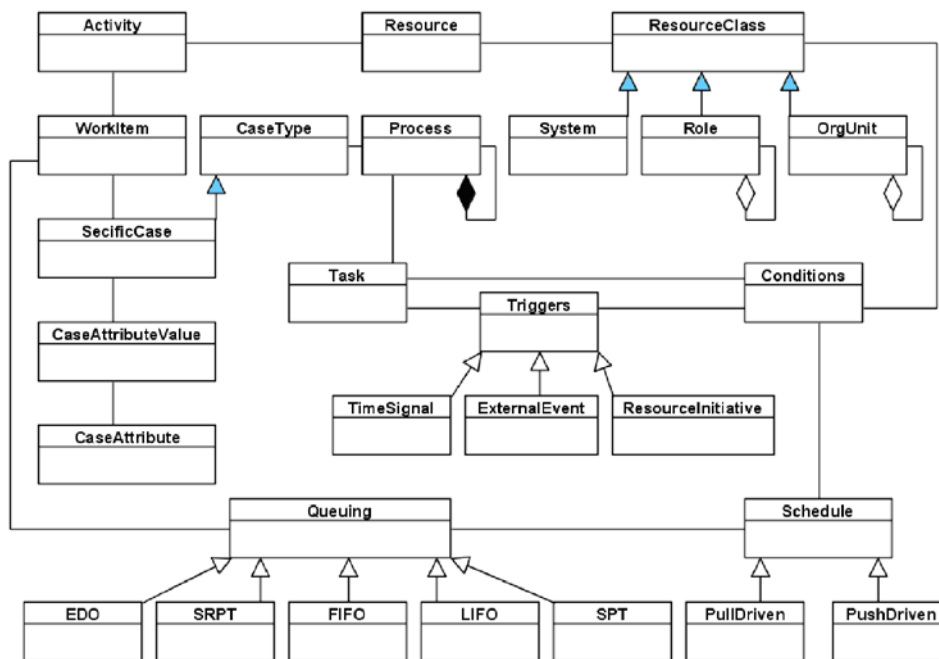 Activity
Resource
ResourceClass
WorkItem
CaseType
Process
System
Role
OrgUnit
SecificCase
Task
Conditions
Triggers
CaseAttributeValue
TimeSignal
ExternalEvent
ResourceInitiative
CaseAttribute
Queuing
Schedule
EDO
SRPT
FIFO
LIFO
SPT
PullDriven
PushDriven